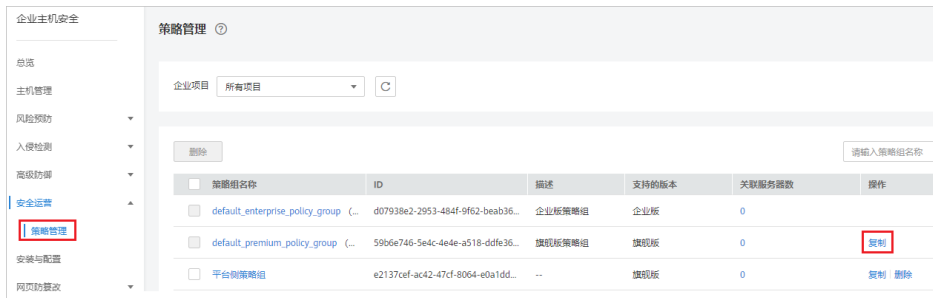 企业主机安全
总览
主机管理
风险预防
入侵检测
高级防御
安全运营
策略管理
安装与配置
网页防篡改
策略管理
企业项目 所有项目
删除 请输入策略组名称
策略组名称 ID 描述 支持的版本 关联服务器数 操作
default_enterprise_policy_group (... d07938e2-2953-484f-9f62-beab36... 企业版策略组 企业版 0
default_premium_policy_group (... 59b6e746-5e4c-4e4e-a518-ddfe36... 旗舰版策略组 旗舰版 0 复制
平台侧策略组 e2137cef-ac42-47cf-8064-e0a1dd... -- 旗舰版 0 复制 删除